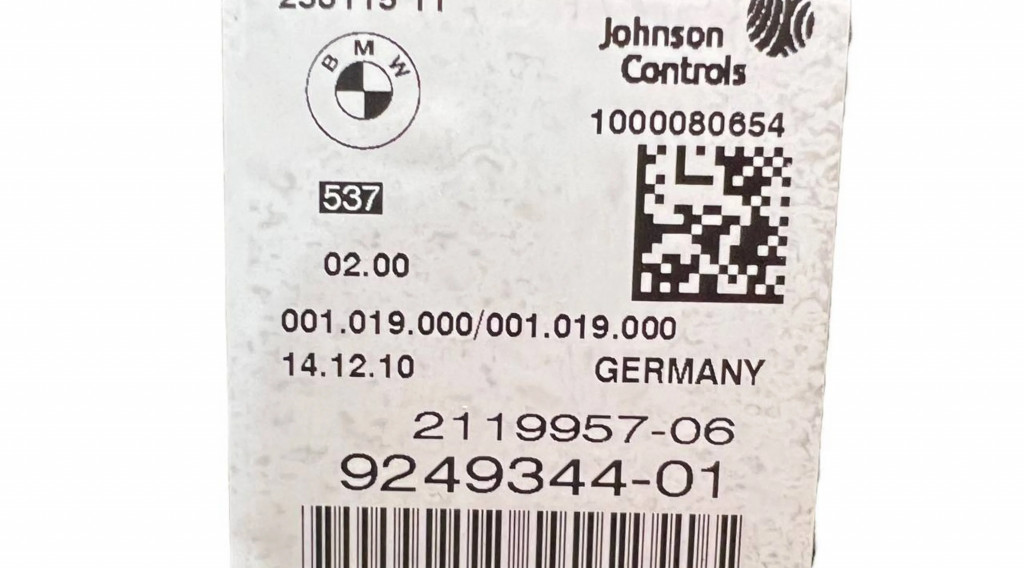 Johnson
Controls
BMW
1000080654
537
02.00
001.019.000/001.019.000
14.12.10 GERMANY
2119957-06
9249344-01